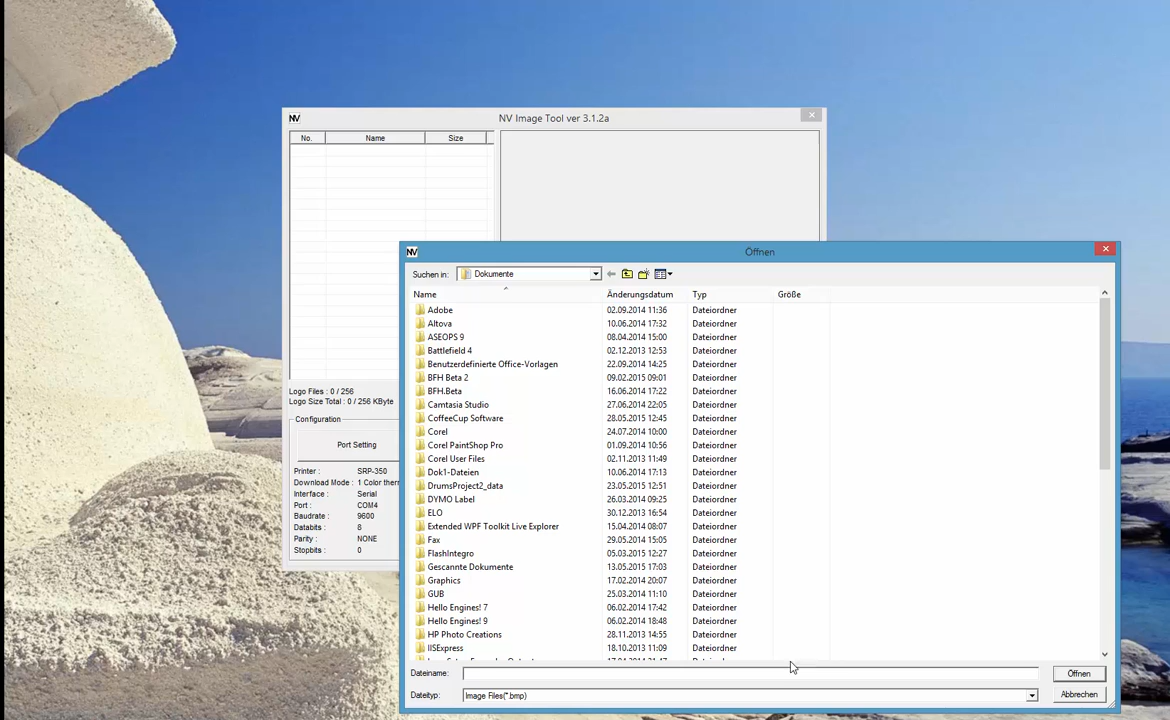 NV NV Image Tool ver 3.1.2a
No. Name Size
NV Öffnen
Suchen in: Dokumente
Name Änderungsdatum Typ Größe
Adobe 02.09.2014 11:36 Dateiordner
Altova 10.06.2014 17:32 Dateiordner
ASEOPS 9 08.04.2014 15:00 Dateiordner
Battlefield 4 02.12.2013 12:53 Dateiordner
Benutzerdefinierte Office-Vorlagen 22.09.2014 14:25 Dateiordner
BFH Beta 2 09.02.2015 09:01 Dateiordner
BFH.Beta 16.06.2014 17:22 Dateiordner
Camtasia Studio 27.06.2014 22:05 Dateiordner
CoffeeCup Software 28.05.2015 12:45 Dateiordner
Corel 24.07.2014 10:00 Dateiordner
Corel PaintShop Pro 01.09.2014 10:56 Dateiordner
Corel User Files 02.11.2013 11:49 Dateiordner
Dok1-Dateien 10.06.2014 17:13 Dateiordner
DrumsProject2_data 23.05.2015 12:51 Dateiordner
DYMO Label 26.03.2014 09:25 Dateiordner
ELO 30.12.2013 16:54 Dateiordner
Extended WPF Toolkit Live Explorer 15.04.2014 08:07 Dateiordner
Fax 29.05.2014 15:05 Dateiordner
FlashIntegro 05.03.2015 12:27 Dateiordner
Gescannte Dokumente 13.05.2015 17:03 Dateiordner
Graphics 17.02.2014 20:07 Dateiordner
GUB 25.03.2014 11:10 Dateiordner
Hello Engines! 7 06.02.2014 17:42 Dateiordner
Hello Engines! 9 06.02.2014 18:48 Dateiordner
HP Photo Creations 28.11.2013 14:55 Dateiordner
IISExpress 18.10.2013 11:09 Dateiordner
Dateiname: Öffnen
Dateityp: Image Files(*.bmp) Abbrechen
Logo Files : 0 / 256
Logo Size Total : 0 / 256 KByte
Configuration
Port Setting
Printer : SRP-350
Download Mode : 1 Color
Interface : Serial
Port : COM4
Baudrate : 9600
Databits : 8
Parity : NONE
Stopbits : 0